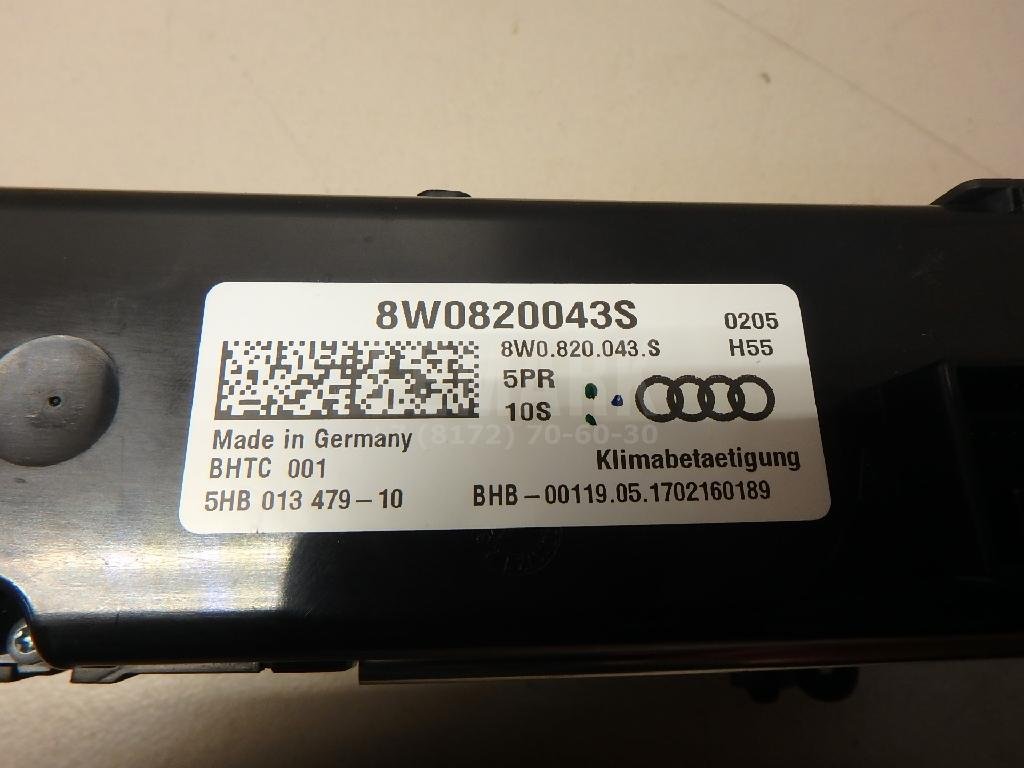 8W0820043S
0205
8W0.820.043.S
H55
5PR
10S
(8172) 70-60-30
Made in Germany
Klimabetaetigung
BHTC 001
5HB 013 479-10
BHB-00119.05.1702160189